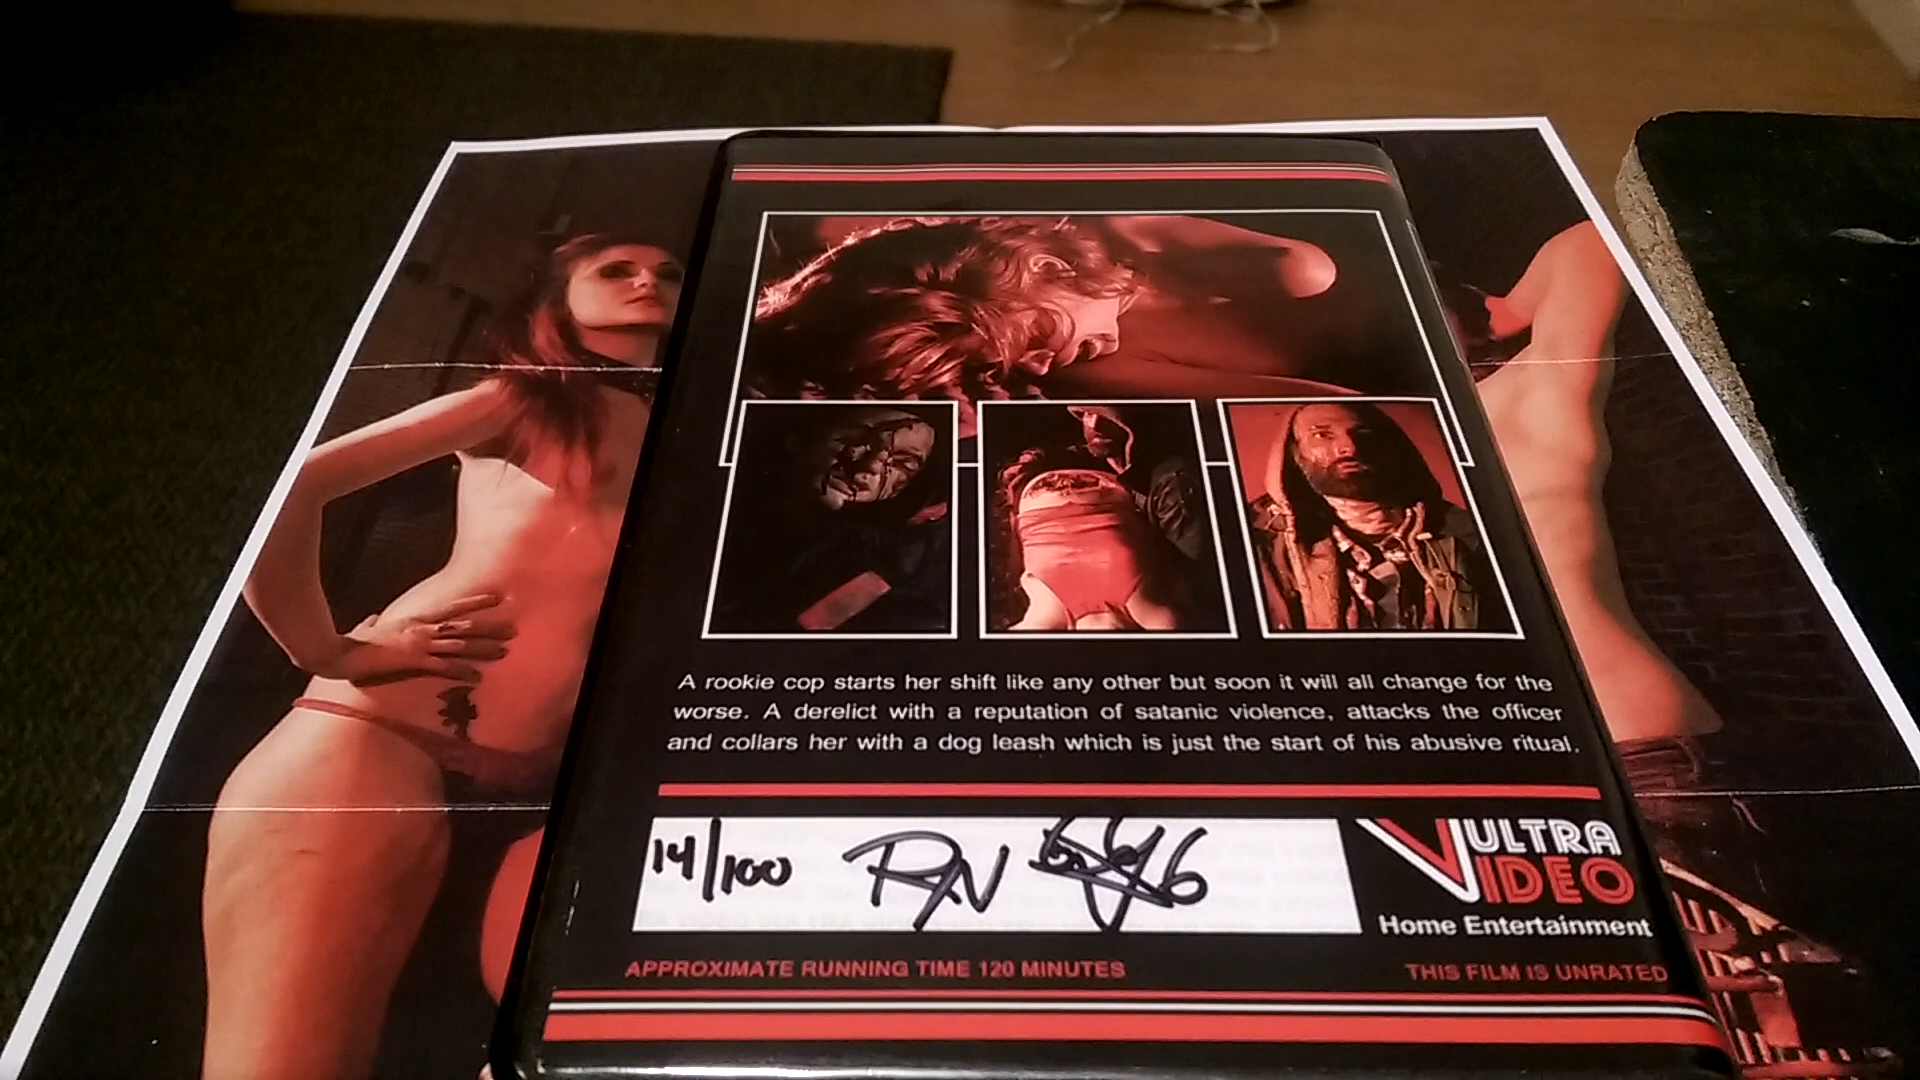 A rookie cop starts her shift like any other but soon it will all change for the
worse. A derelict with a reputation of satanic violence, attacks the officer
and collars her with a dog leash which is just the start of his abusive ritual.
14/100
ULTRA
VIDEO
Home Entertainment
APPROXIMATE RUNNING TIME 120 MINUTES
THIS FILM IS UNRATED